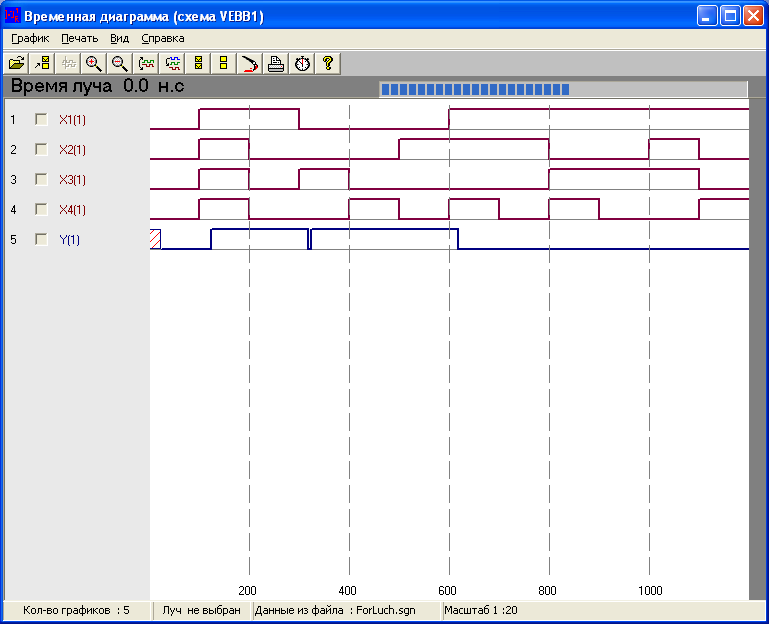 Временная диаграмма (схема VEBB1)
График Печать Вид Справка
Время луча 0.0 н.с
1 X1(1)
2 X2(1)
3 X3(1)
4 X4(1)
5 Y(1)
200 400 600 800 1000
Кол-во графиков : 5 Луч не выбран Данные из файла : ForLuch.sgn Масштаб 1 :20